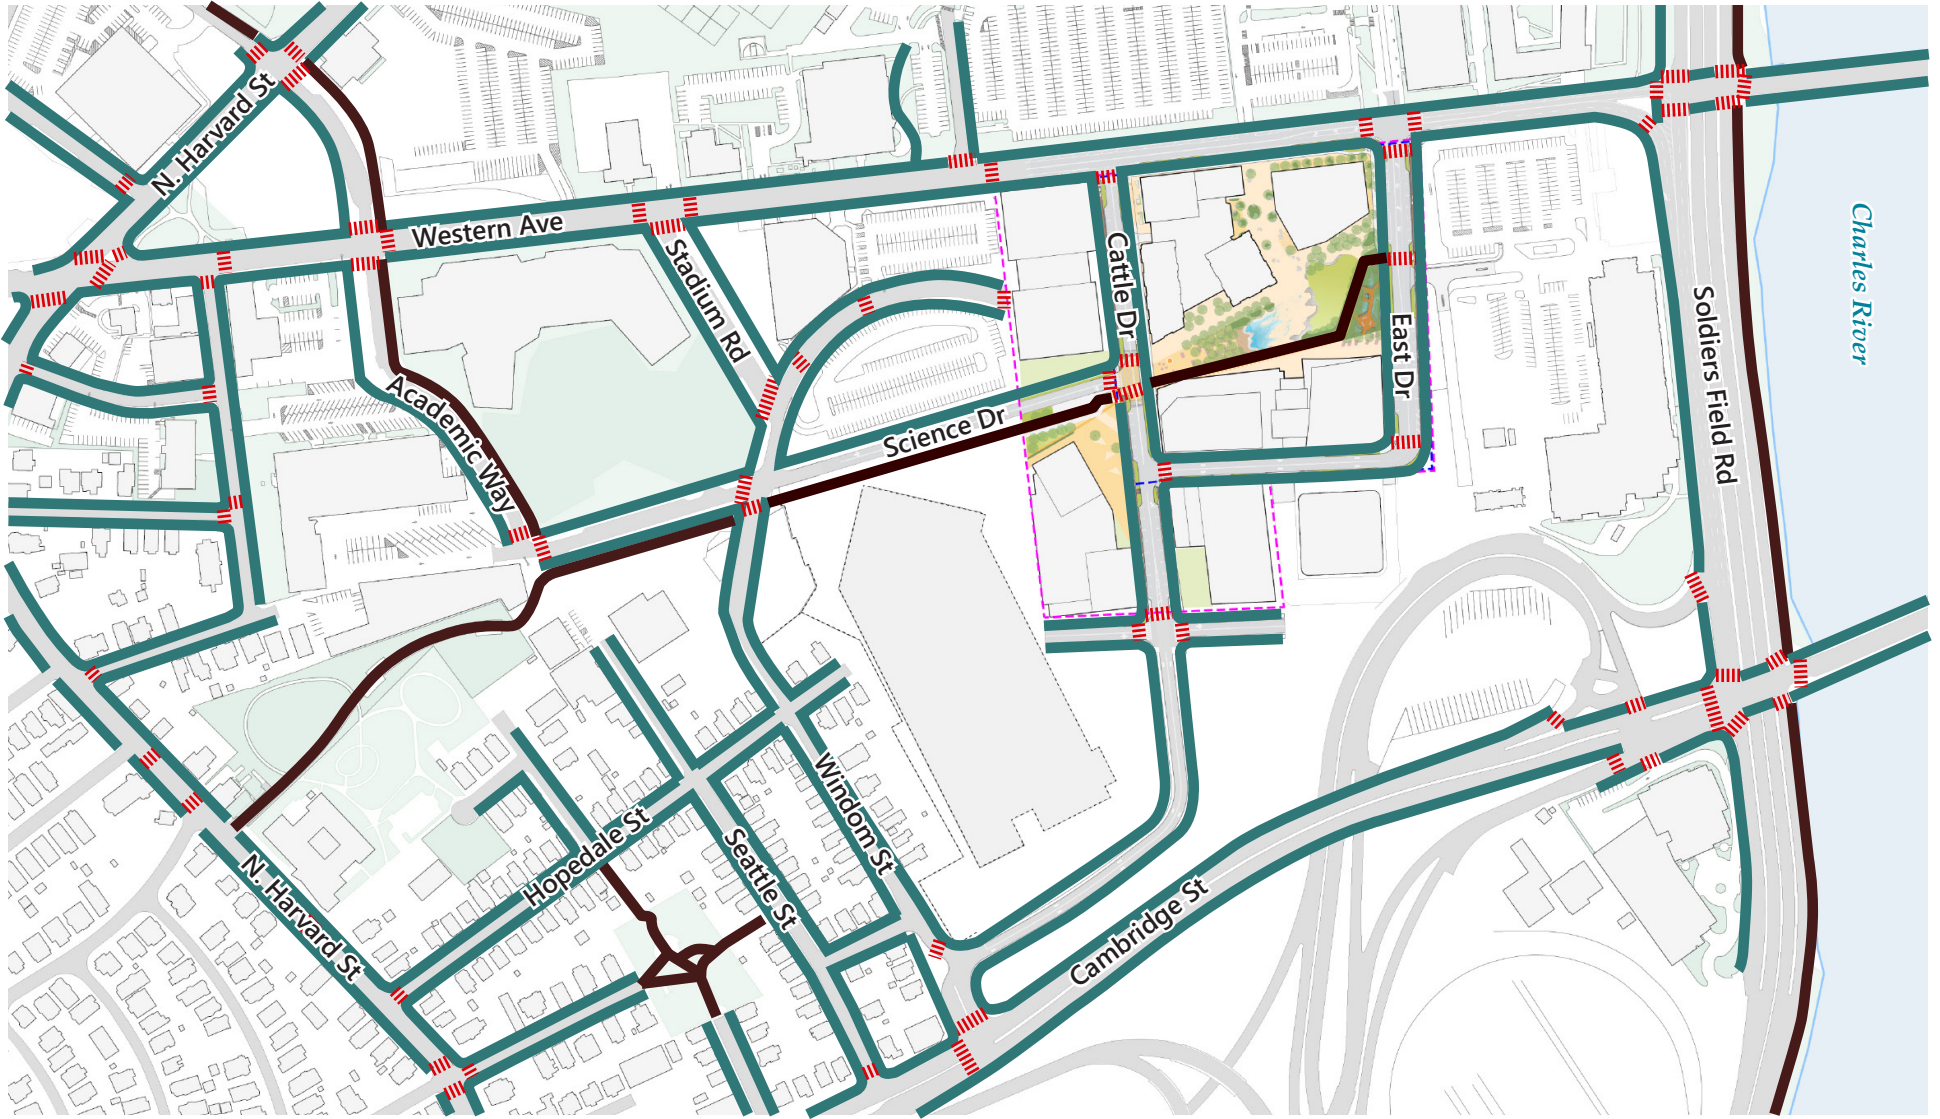 N. Harvard St
Western Ave
Stadium Rd
Cattle Dr
East Dr
Soldiers Field Rd
Charles River
Academic Way
Science Dr
N. Harvard St
Hopedale St
Seattle St
Windom St
Cambridge St